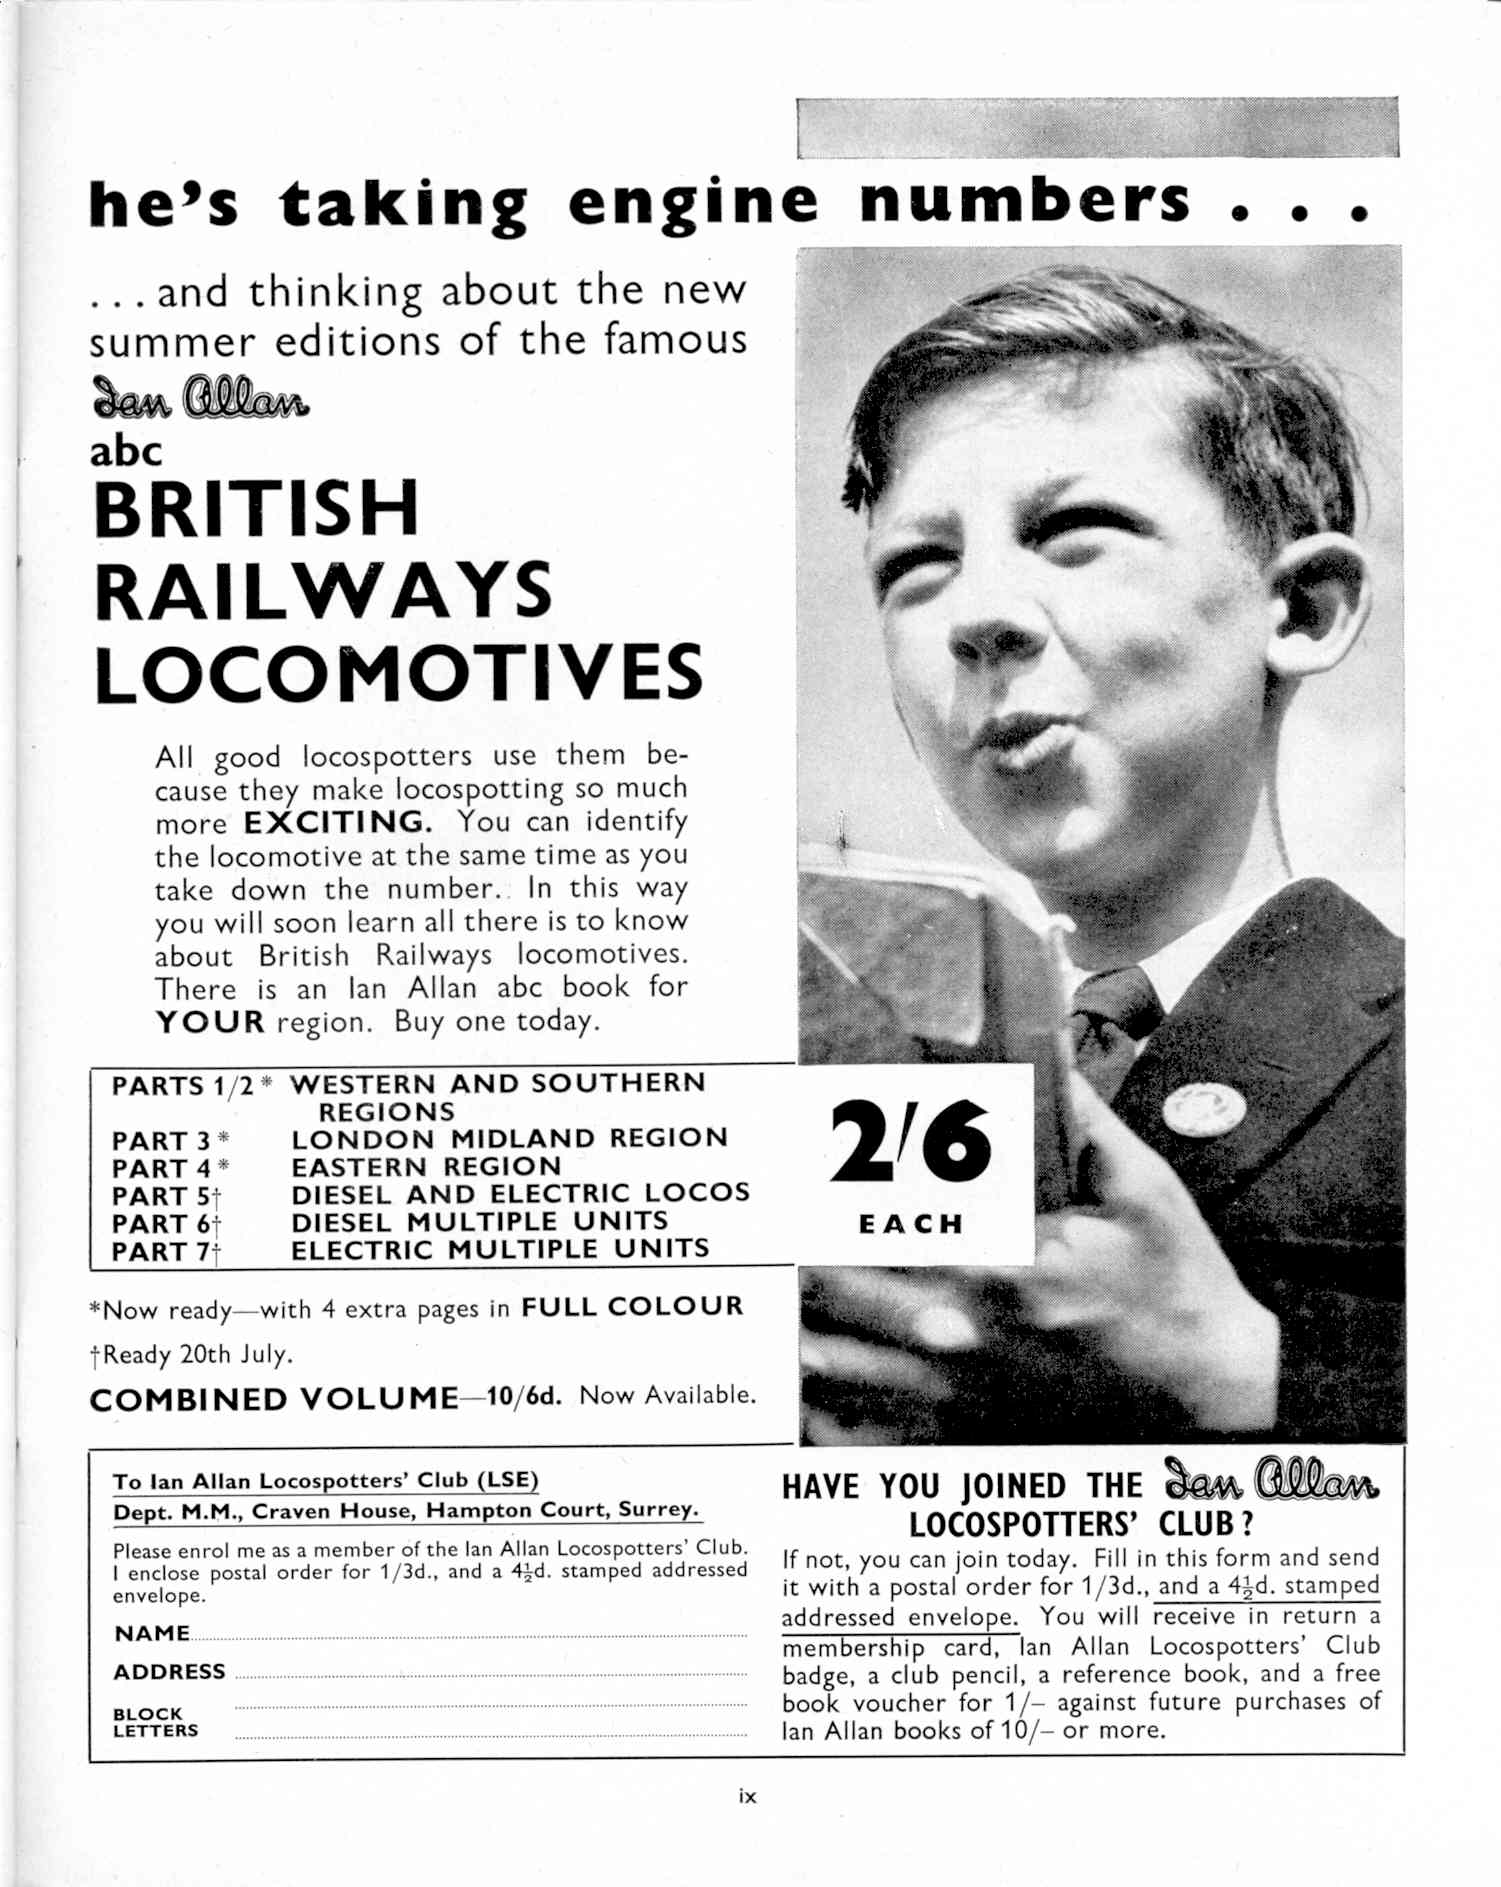 he's taking engine numbers . . .
. . . and thinking about the new
summer editions of the famous
Ian Allan
abc
BRITISH
RAILWAYS
LOCOMOTIVES
All good locospotters use them be-
cause they make locospotting so much
more EXCITING. You can identify
the locomotive at the same time as you
take down the number. In this way
you will soon learn all there is to know
about British Railways locomotives.
There is an Ian Allan abc book for
YOUR region. Buy one today.
PARTS 1/2* WESTERN AND SOUTHERN
REGIONS
PART 3* LONDON MIDLAND REGION
PART 4* EASTERN REGION
PART 5† DIESEL AND ELECTRIC LOCOS
PART 6† DIESEL MULTIPLE UNITS
PART 7† ELECTRIC MULTIPLE UNITS
2/6
EACH
*Now ready—with 4 extra pages in FULL COLOUR
†Ready 20th July.
COMBINED VOLUME—10/6d. Now Available.
To Ian Allan Locospotters' Club (LSE)
Dept. M.M., Craven House, Hampton Court, Surrey.
Please enrol me as a member of the Ian Allan Locospotters' Club.
I enclose postal order for 1/3d., and a 4½d. stamped addressed
envelope.
NAME
ADDRESS
BLOCK
LETTERS
HAVE YOU JOINED THE Ian Allan
LOCOSPOTTERS' CLUB?
If not, you can join today. Fill in this form and send
it with a postal order for 1/3d., and a 4½d. stamped
addressed envelope. You will receive in return a
membership card, Ian Allan Locospotters' Club
badge, a club pencil, a reference book, and a free
book voucher for 1/– against future purchases of
Ian Allan books of 10/– or more.
ix